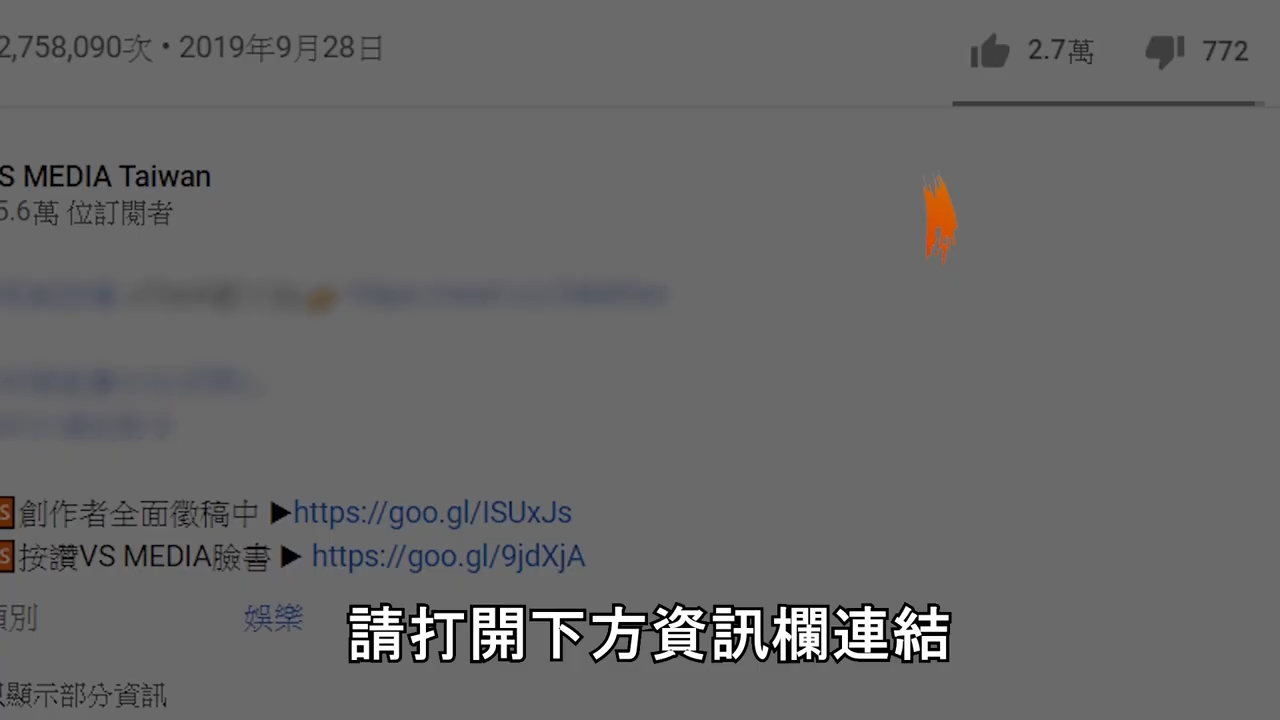 2,758,090次 • 2019年9月28日
2.7萬
772
S MEDIA Taiwan
5.6萬 位訂閱者
創作者全面徵稿中 ▶https://goo.gl/ISUxJs
按讚VS MEDIA臉書 ▶ https://goo.gl/9jdXjA
類別 娛樂
請打開下方資訊欄連結
只顯示部分資訊